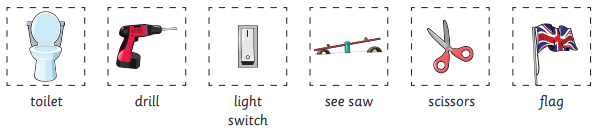 toilet
drill
light
switch
see saw
scissors
flag